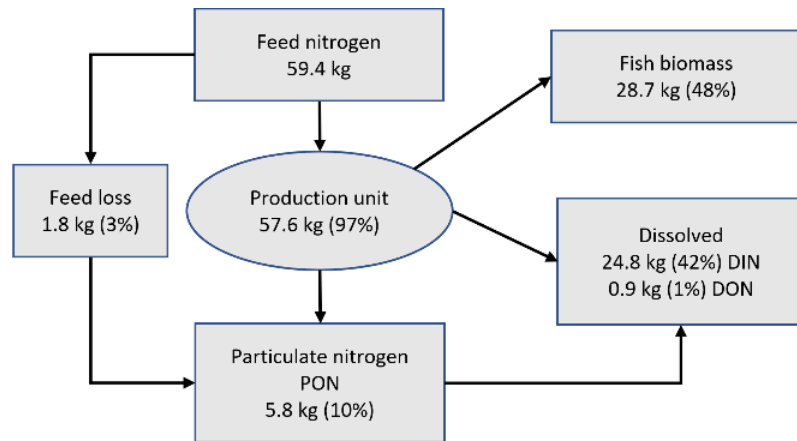 Feed nitrogen
59.4 kg
Fish biomass
28.7 kg (48%)
Feed loss
1.8 kg (3%)
Production unit
57.6 kg (97%)
Dissolved
24.8 kg (42%) DIN
0.9 kg (1%) DON
Particulate nitrogen
PON
5.8 kg (10%)